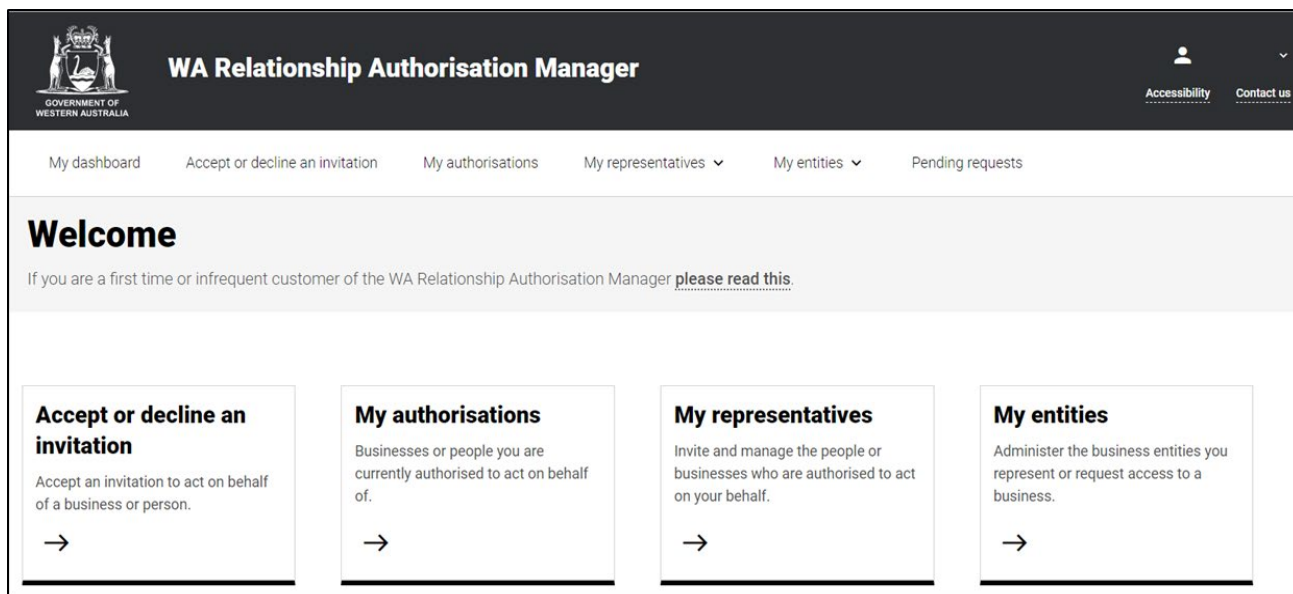 GOVERNMENT OF
WESTERN AUSTRALIA
WA Relationship Authorisation Manager
Accessibility
Contact us
My dashboard
Accept or decline an invitation
My authorisations
My representatives
My entities
Pending requests
Welcome
If you are a first time or infrequent customer of the WA Relationship Authorisation Manager please read this.
Accept or decline an
invitation
Accept an invitation to act on behalf
of a business or person.
My authorisations
Businesses or people you are
currently authorised to act on behalf
of.
My representatives
Invite and manage the people or
businesses who are authorised to act
on your behalf.
My entities
Administer the business entities you
represent or request access to a
business.